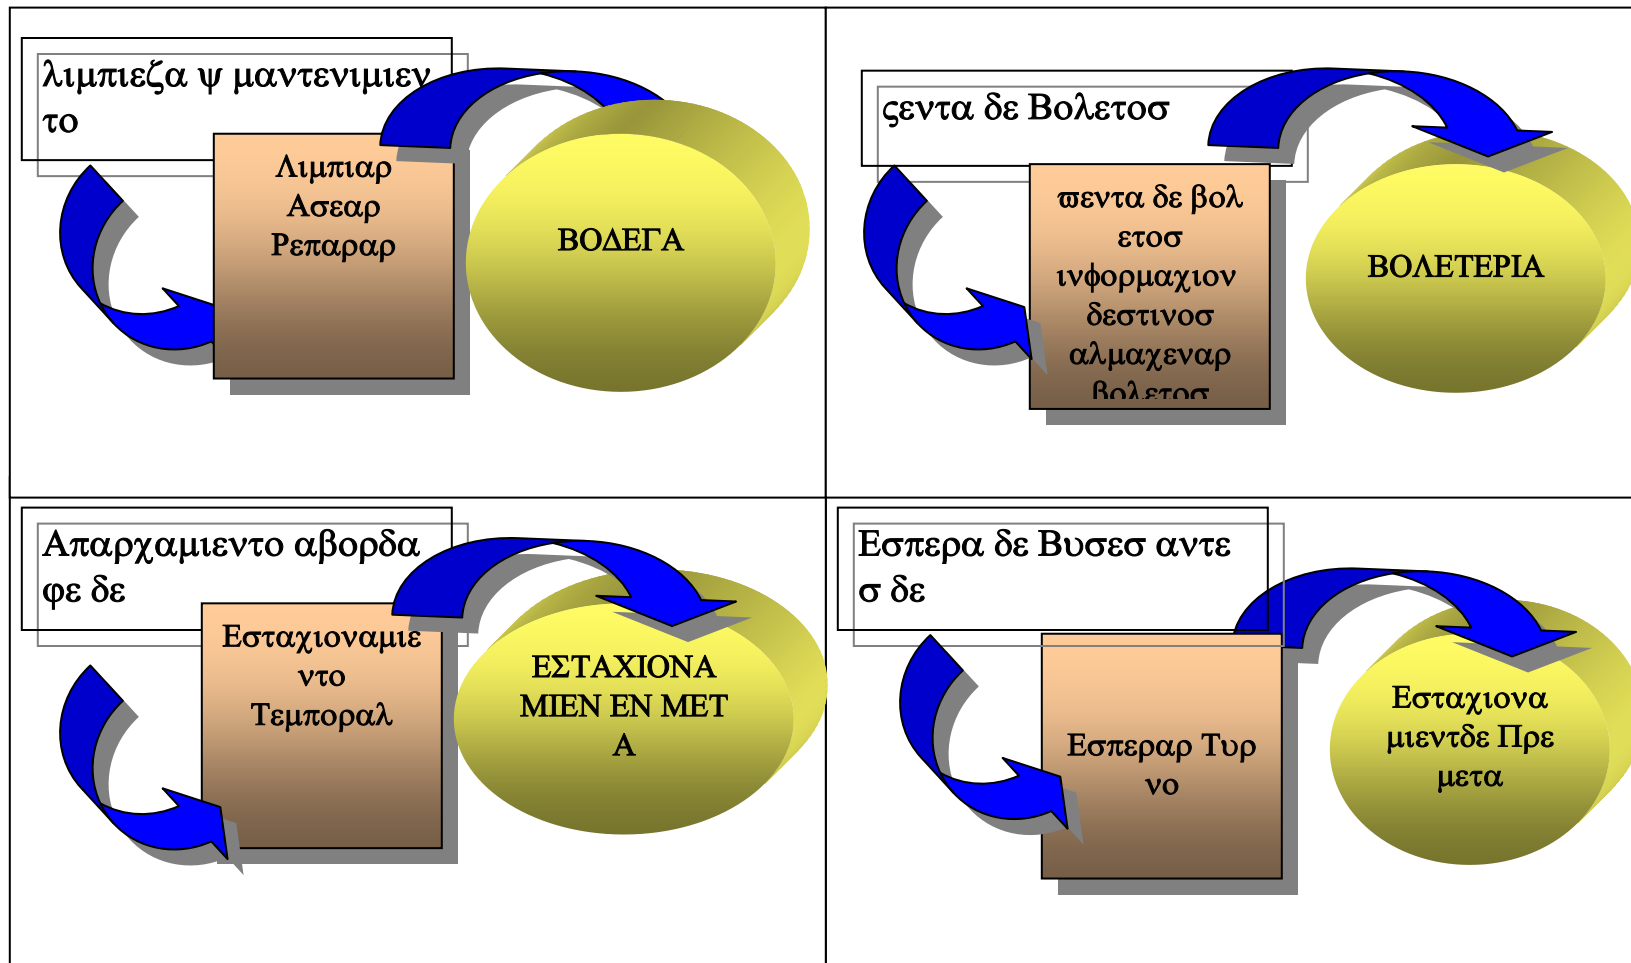 λιμπιεζα ψ μαντενιμιεν
το
Λιμπιαρ
Ασεαρ
Ρεπαραρ
ΒΟΔΕΓΑ
ςεντα δε Βολετοσ
ϖεντα δε βολ
ετοσ
ινφορμαχιον
δεστινοσ
αλμαχεναρ
βολετοσ
ΒΟΛΕΤΕΡΙΑ
Απαρχαμιεντο αβορδα
φε δε
Εσταχιοναμιε
ντο
Τεμποραλ
ΕΣΤΑΧΙΟΝΑ
ΜΙΕΝ ΕΝ ΜΕΤ
Α
Εσπερα δε Βυσεσ αντε
σ δε
Εσπεραρ Τυρ
νο
Εσταχιονα
μιεντδε Πρε
μετα